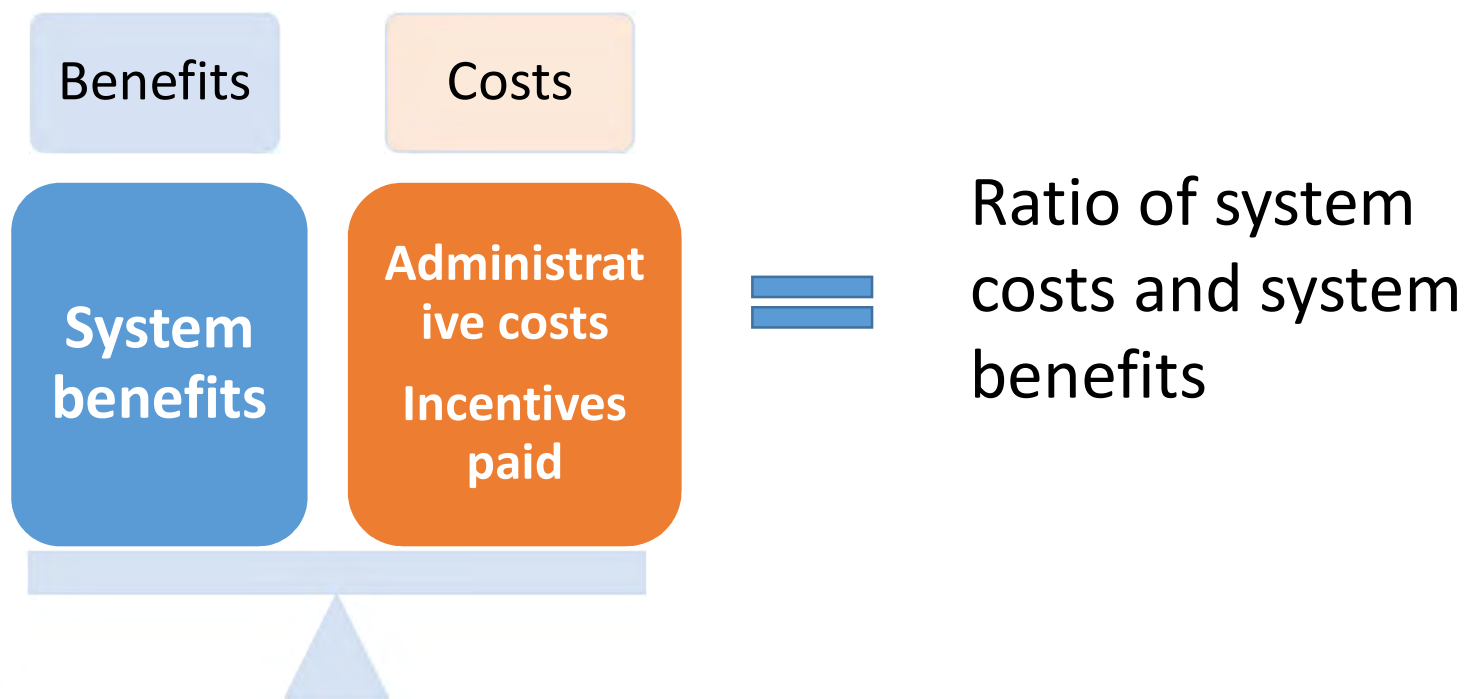 Benefits
Costs
System
benefits
Administrat
ive costs
Incentives
paid
Ratio of system
costs and system
benefits